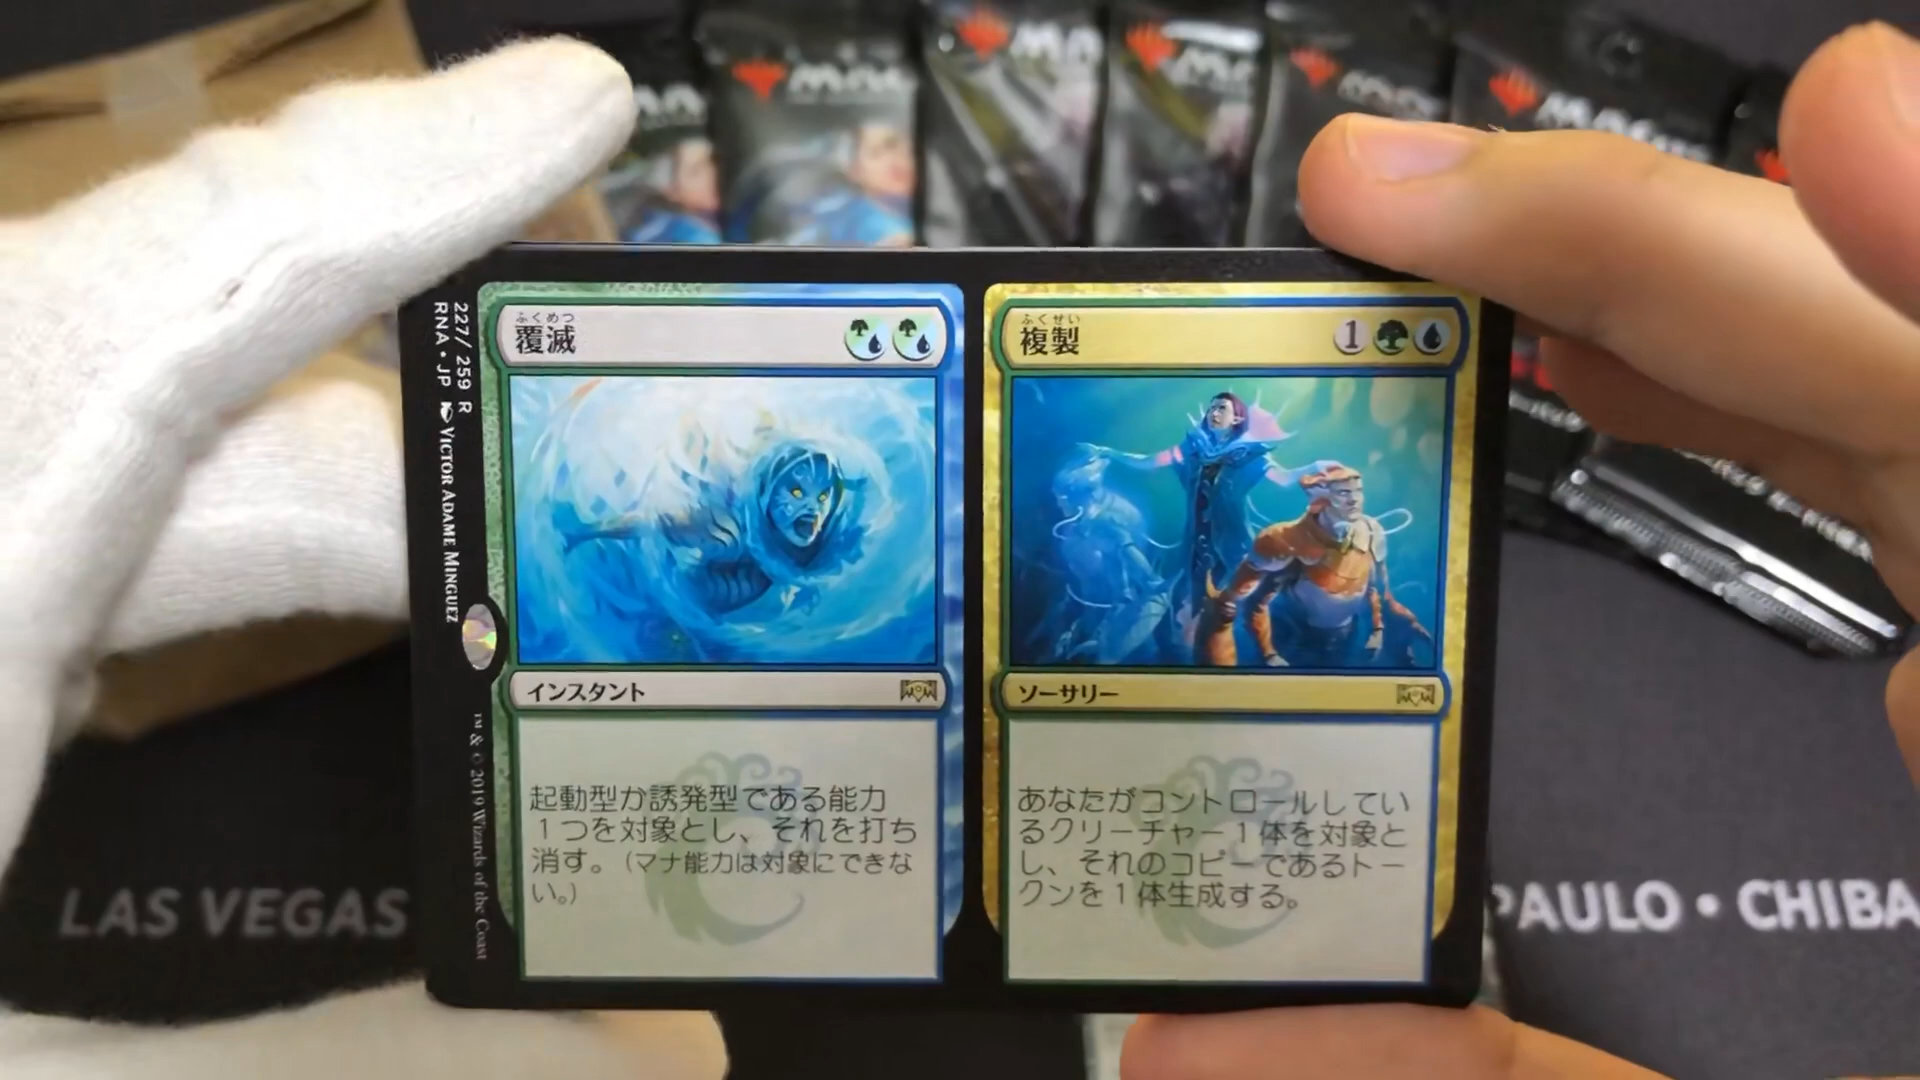 227/ 259 R
RNA • JP VICTOR ADAME MINGUEZ
™ & © 2019 Wizards of the Coast
ふくめつ
覆滅
インスタント
起動型か誘発型である能力
1つを対象とし、それを打ち
消す。(マナ能力は対象にできな
い。)
ふくせい
複製
1
ソーサリー
あなたがコントロールしてい
るクリーチャー1体を対象と
し、それのコピーであるトー
クンを1体生成する。
LAS VEGAS
PAULO • CHIBA